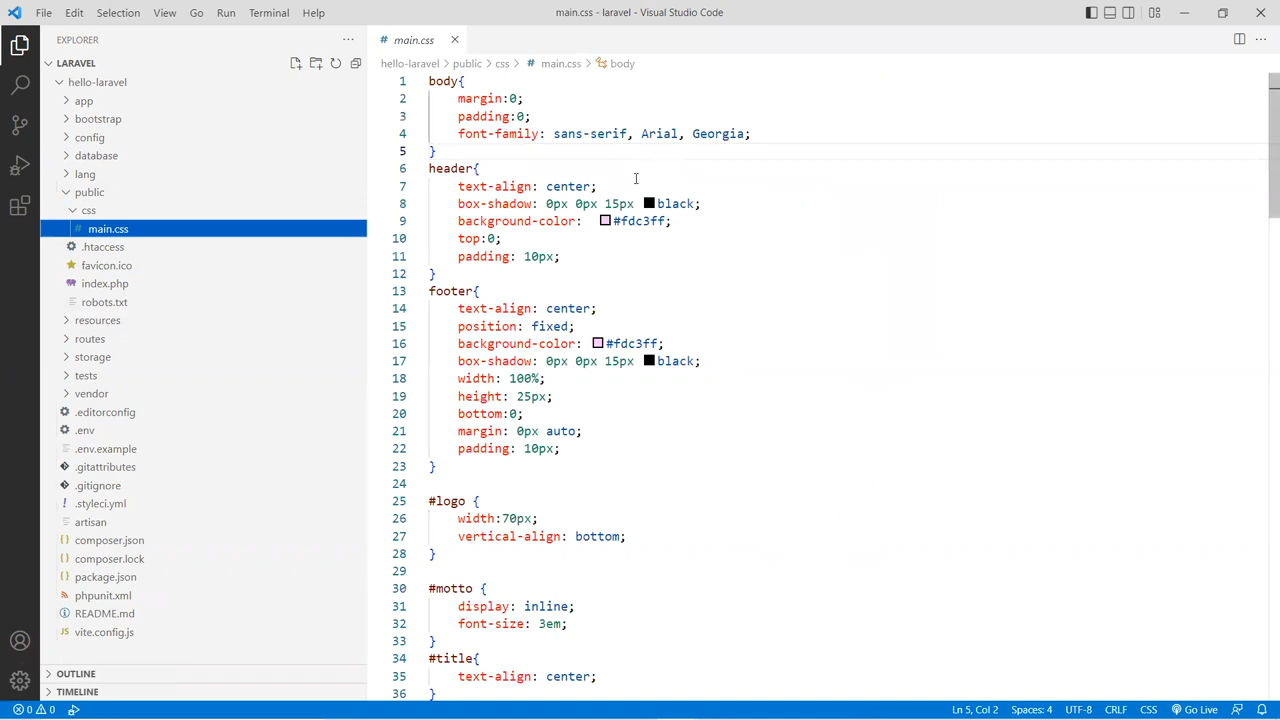 File Edit Selection View Go Run Terminal Help main.css - laravel - Visual Studio Code
EXPLORER
LARAVEL
hello-laravel
app
bootstrap
config
database
lang
public
css
# main.css
.htaccess
favicon.ico
index.php
robots.txt
resources
routes
storage
tests
vendor
.editorconfig
.env
.env.example
.gitattributes
.gitignore
! .styleci.yml
artisan
{} composer.json
{} composer.lock
{} package.json
phpunit.xml
README.md
JS vite.config.js
OUTLINE
TIMELINE
# main.css
hello-laravel > public > css > # main.css > body
1 body{
2 margin:0;
3 padding:0;
4 font-family: sans-serif, Arial, Georgia;
5 }
6 header{
7 text-align: center;
8 box-shadow: 0px 0px 15px black;
9 background-color: #fdc3ff;
10 top:0;
11 padding: 10px;
12 }
13 footer{
14 text-align: center;
15 position: fixed;
16 background-color: #fdc3ff;
17 box-shadow: 0px 0px 15px black;
18 width: 100%;
19 height: 25px;
20 bottom:0;
21 margin: 0px auto;
22 padding: 10px;
23 }
24
25 #logo {
26 width:70px;
27 vertical-align: bottom;
28 }
29
30 #motto {
31 display: inline;
32 font-size: 3em;
33 }
34 #title{
35 text-align: center;
36 }
0 0 Ln 5, Col 2 Spaces: 4 UTF-8 CRLF CSS Go Live